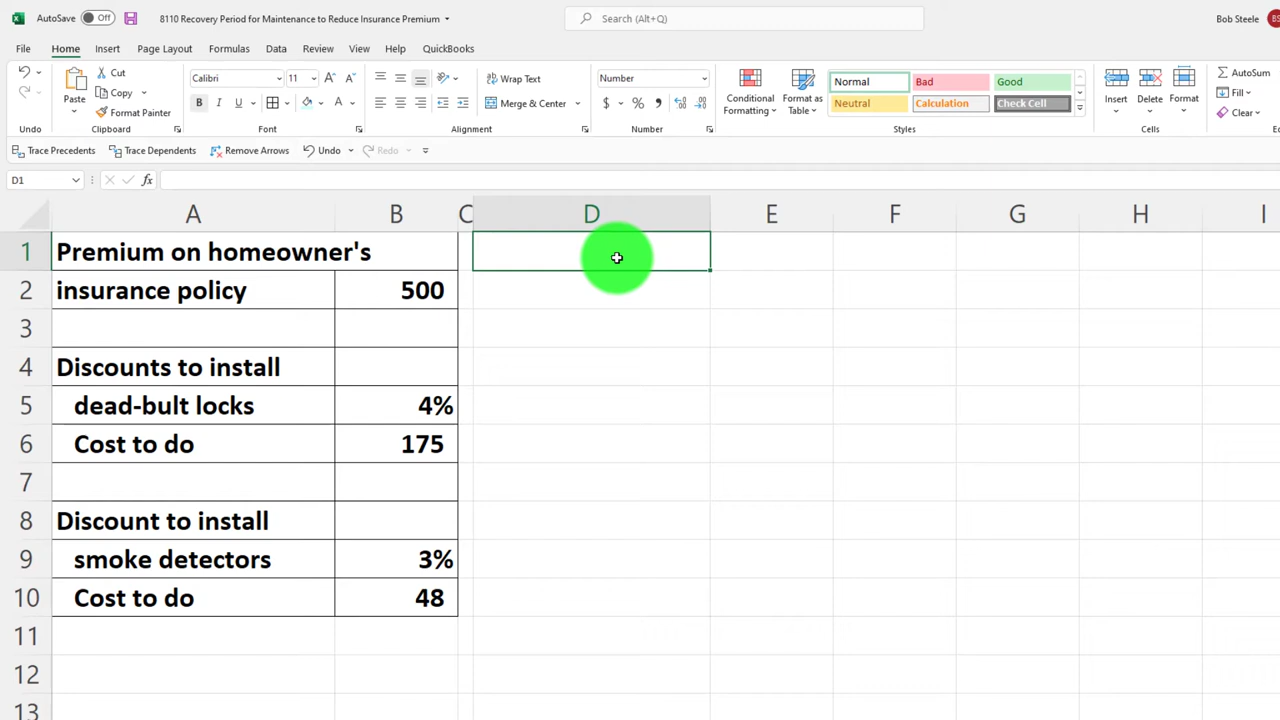 AutoSave Off 8110 Recovery Period for Maintenance to Reduce Insurance Premium Search (Alt+Q) Bob Steele BS
File Home Insert Page Layout Formulas Data Review View Help QuickBooks
Cut Calibri 11 Wrap Text Number Normal Bad Good AutoSum
Paste Copy Conditional Formatting Format as Table Insert Delete Format Fill
Format Painter Merge & Center Neutral Calculation Check Cell Clear
Undo Clipboard Font Alignment Number Styles Cells
Trace Precedents Trace Dependents Remove Arrows Undo Redo
D1 fx
A B C D E F G H I
1 Premium on homeowner's
2 insurance policy 500
3
4 Discounts to install
5 dead-bult locks 4%
6 Cost to do 175
7
8 Discount to install
9 smoke detectors 3%
10 Cost to do 48
11
12
13